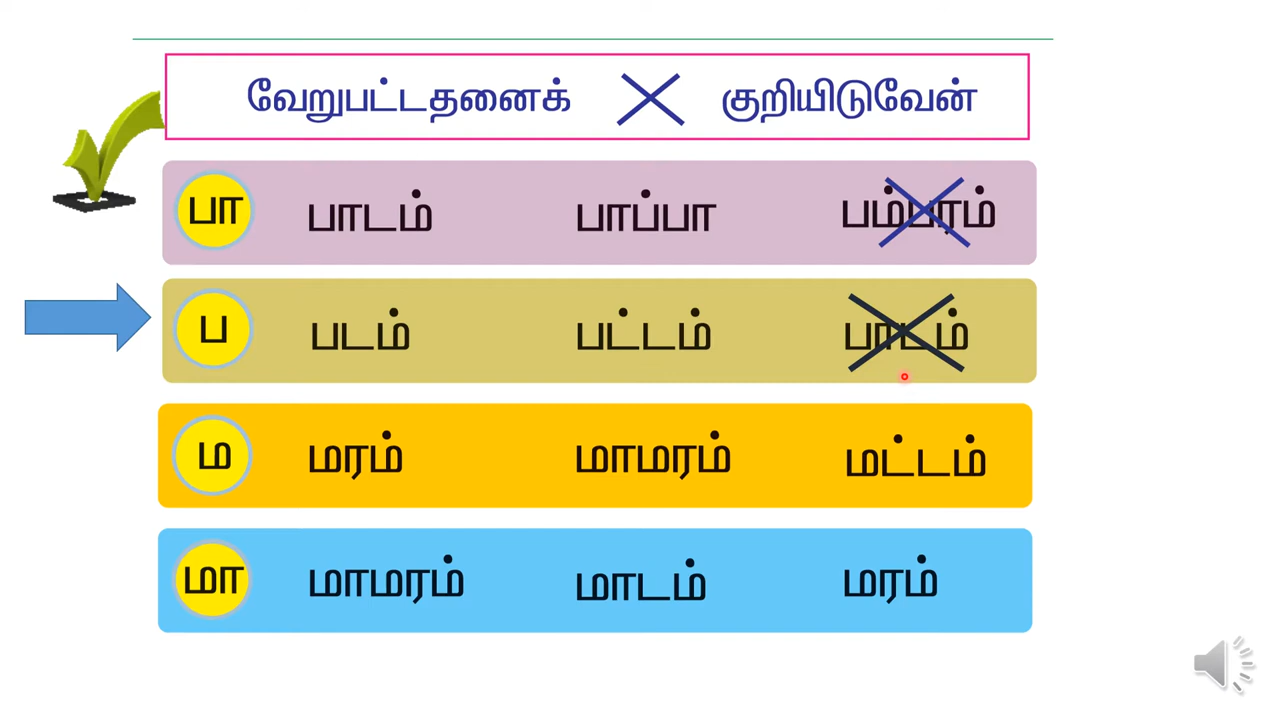 வேறுபட்டதனைக் X குறியிடுவேன்
பா பாடம் பாப்பா பம்பரம்
ப படம் பட்டம் பாடம்
ம மரம் மாமரம் மட்டம்
மா மாமரம் மாடம் மரம்